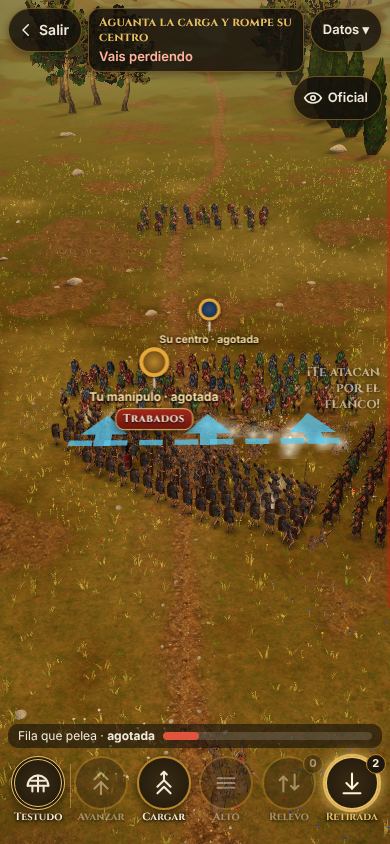 Salir
AGUANTA LA CARGA Y ROMPE SU
CENTRO
Vais perdiendo
Datos ▾
Oficial
Su centro · agotada
¡TE ATACAN
POR EL
FLANCO!
Tu manípulo · agotada
TRABADOS
Fila que pelea · agotada
0
2
TESTUDO
AVANZAR
CARGAR
ALTO
RELEVO
RETIRADA